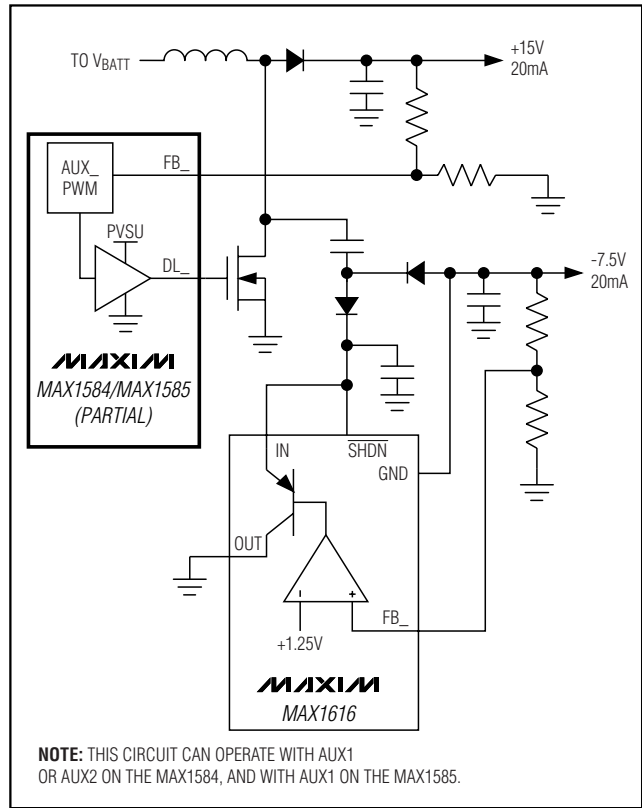 TO VBATT
+15V
20mA
AUX_
PWM
FB_
PVSU
DL_
-7.5V
20mA
MAXIM
MAX1584/MAX1585
(PARTIAL)
IN
SHDN
GND
OUT
- +
FB_
+1.25V
MAXIM
MAX1616
NOTE: THIS CIRCUIT CAN OPERATE WITH AUX1
OR AUX2 ON THE MAX1584, AND WITH AUX1 ON THE MAX1585.